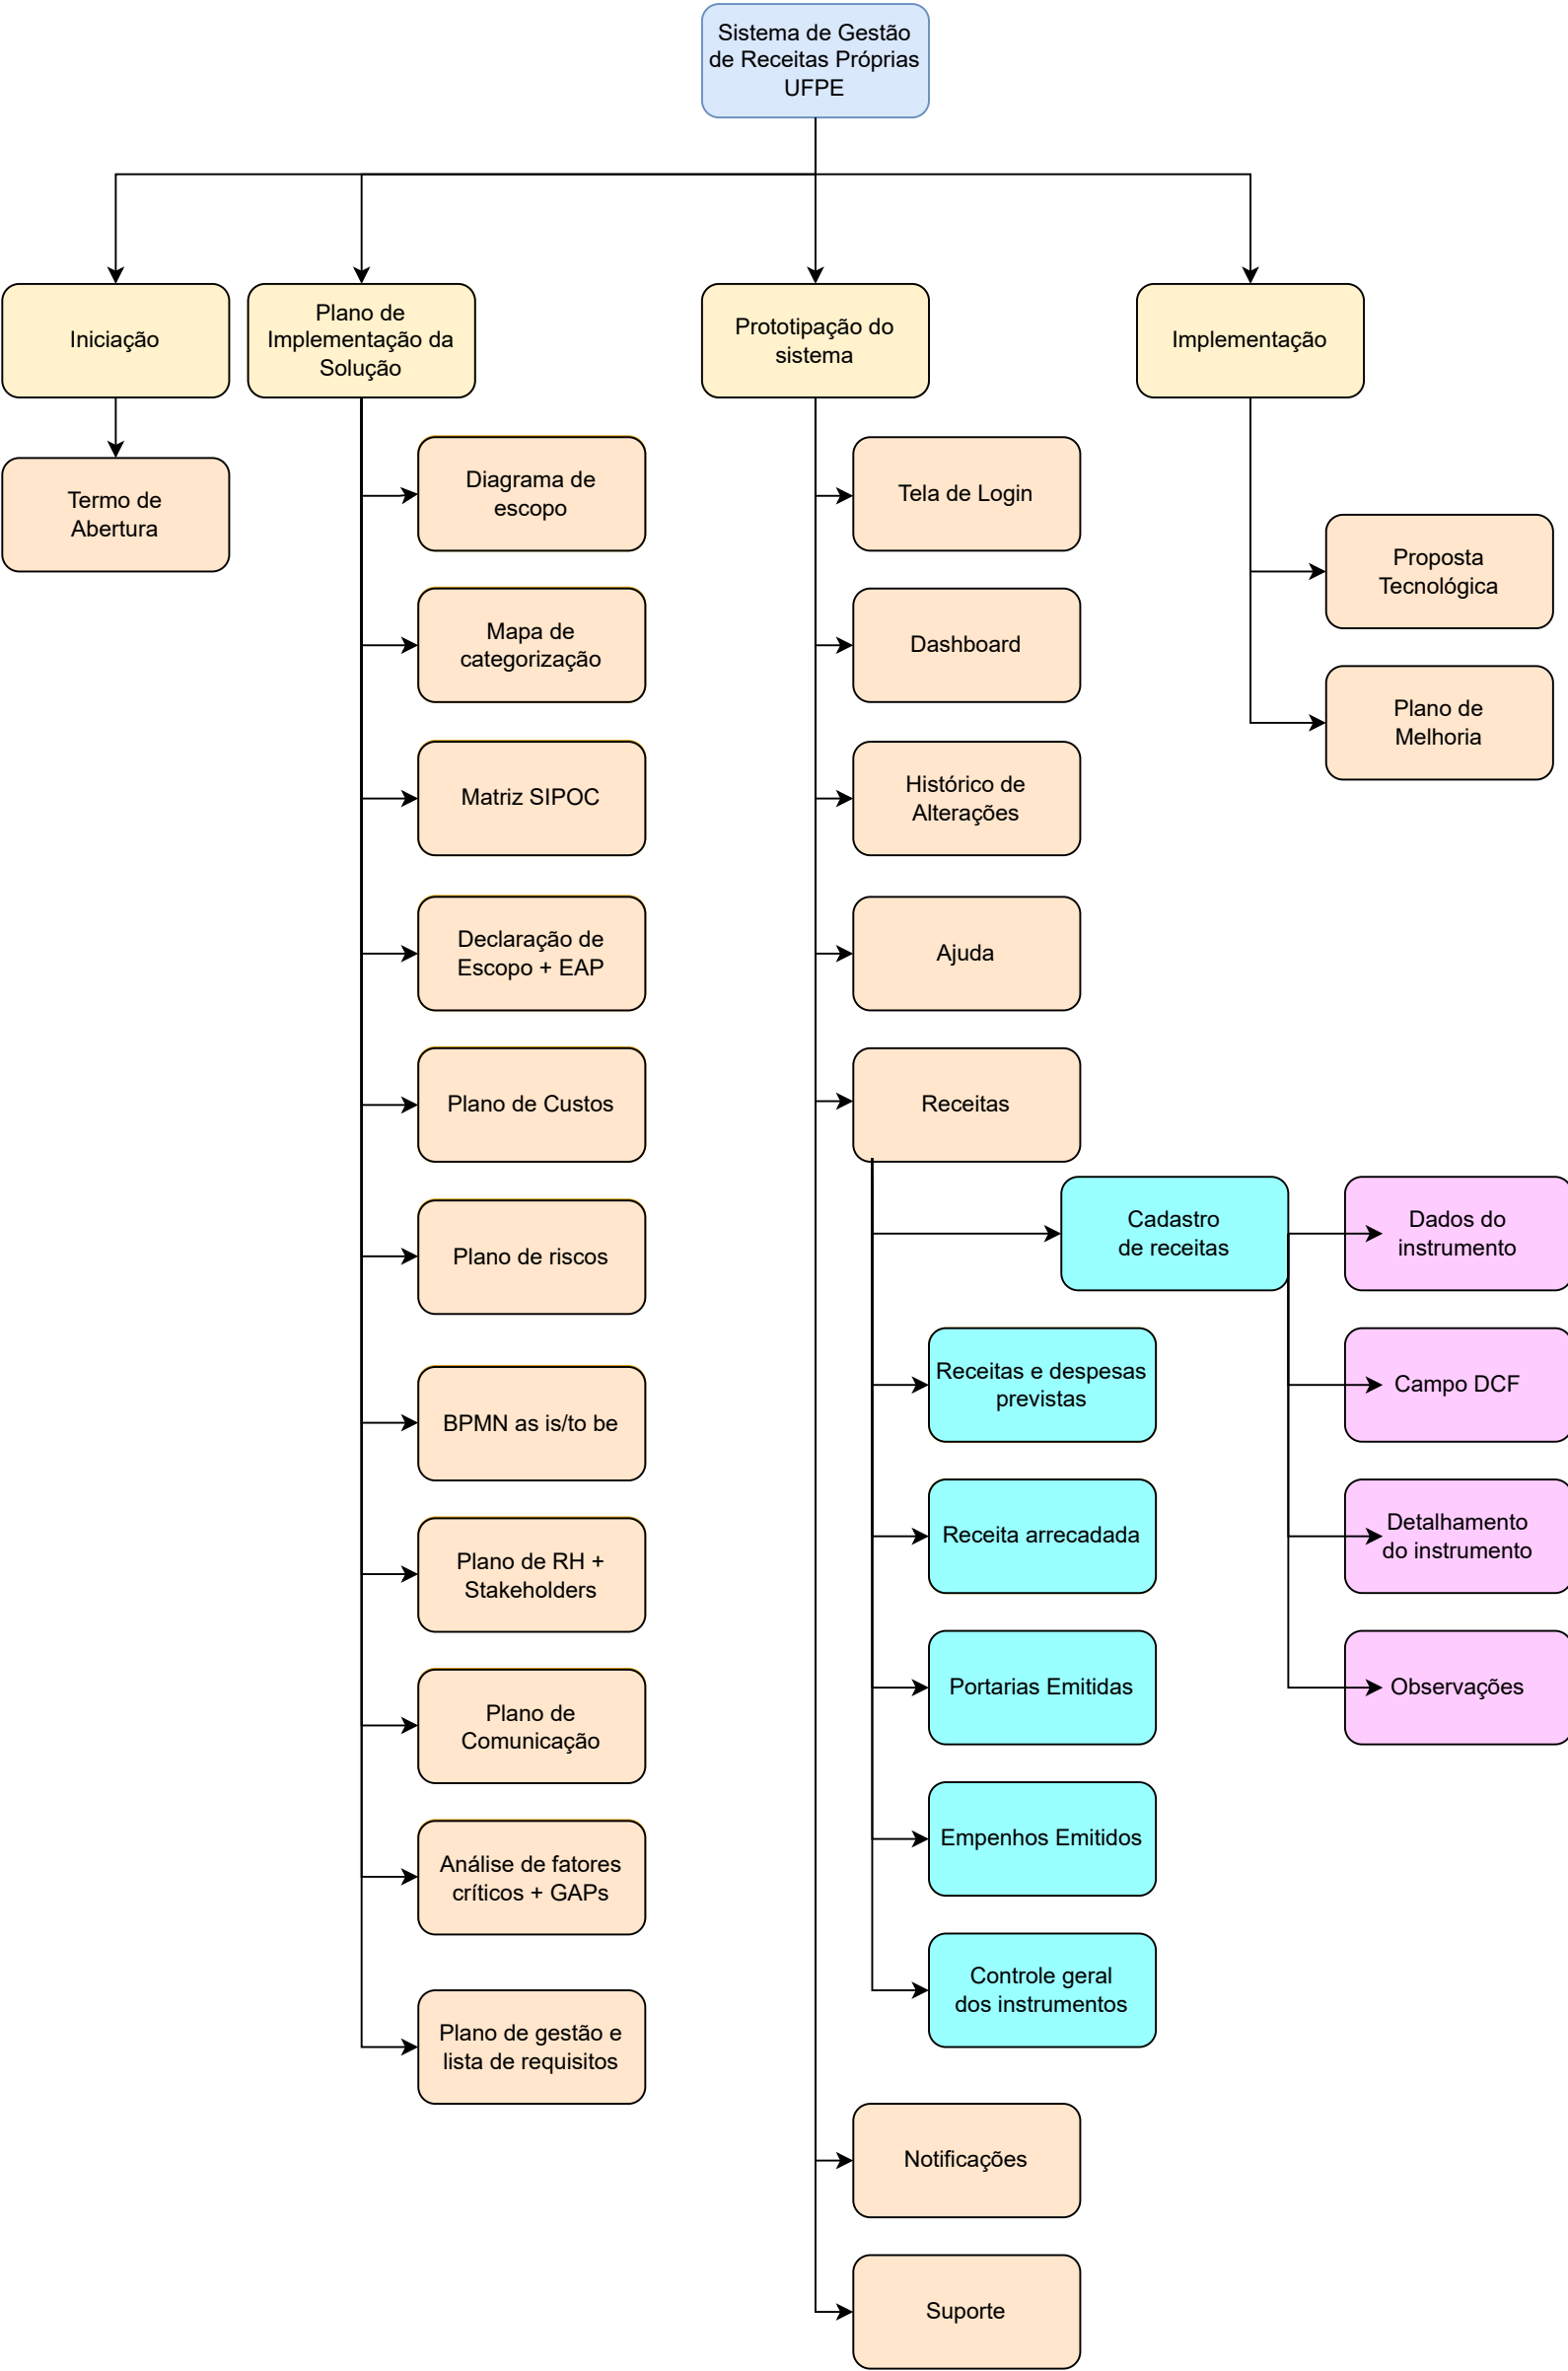 Sistema de Gestão
de Receitas Próprias
UFPE
Iniciação
Plano de
Implementação da
Solução
Prototipação do
sistema
Implementação
Termo de
Abertura
Diagrama de
escopo
Mapa de
categorização
Matriz SIPOC
Declaração de
Escopo + EAP
Plano de Custos
Plano de riscos
BPMN as is/to be
Plano de RH +
Stakeholders
Plano de
Comunicação
Análise de fatores
críticos + GAPs
Plano de gestão e
lista de requisitos
Tela de Login
Dashboard
Histórico de
Alterações
Ajuda
Receitas
Cadastro
de receitas
Dados do
instrumento
Campo DCF
Detalhamento
do instrumento
Observações
Receitas e despesas
previstas
Receita arrecadada
Portarias Emitidas
Empenhos Emitidos
Controle geral
dos instrumentos
Notificações
Suporte
Proposta
Tecnológica
Plano de
Melhoria